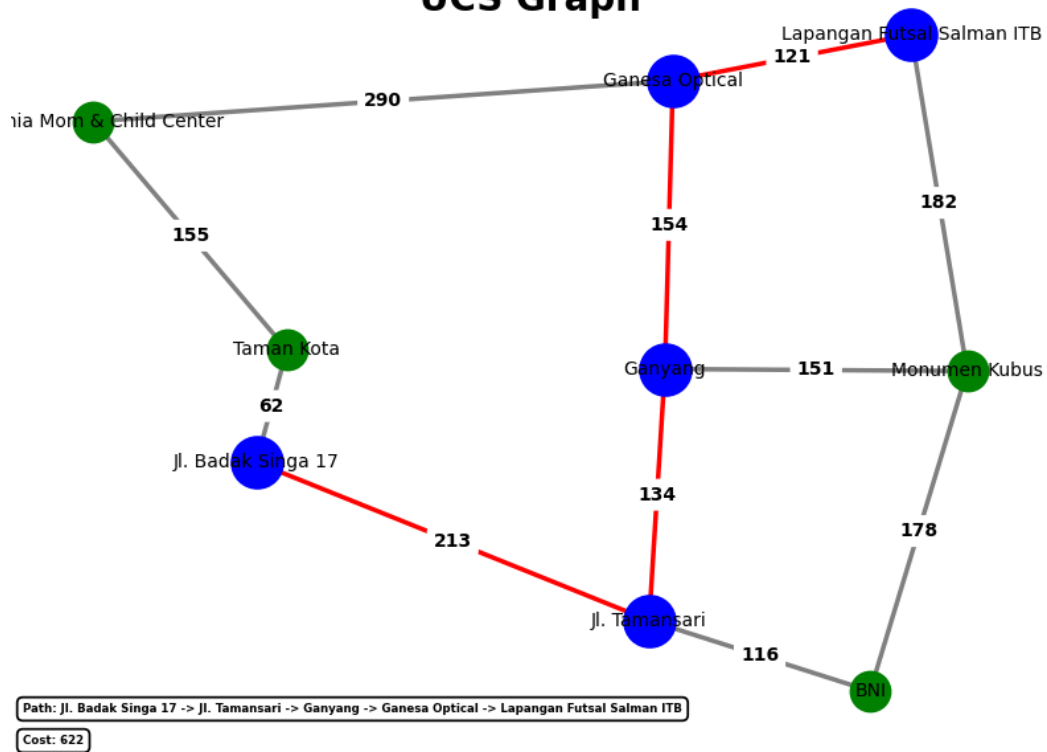 UCS Graph
Lapangan Futsal Salman ITB
121
Ganesa Optical
290
Mom & Child Center
182
154
155
Taman Kota
Ganyang
151
Monumen Kubus
62
Jl. Badak Singa 17
134
178
213
Jl. Tamansari
116
BNI
Path: Jl. Badak Singa 17 -> Jl. Tamansari -> Ganyang -> Ganesa Optical -> Lapangan Futsal Salman ITB
Cost: 622